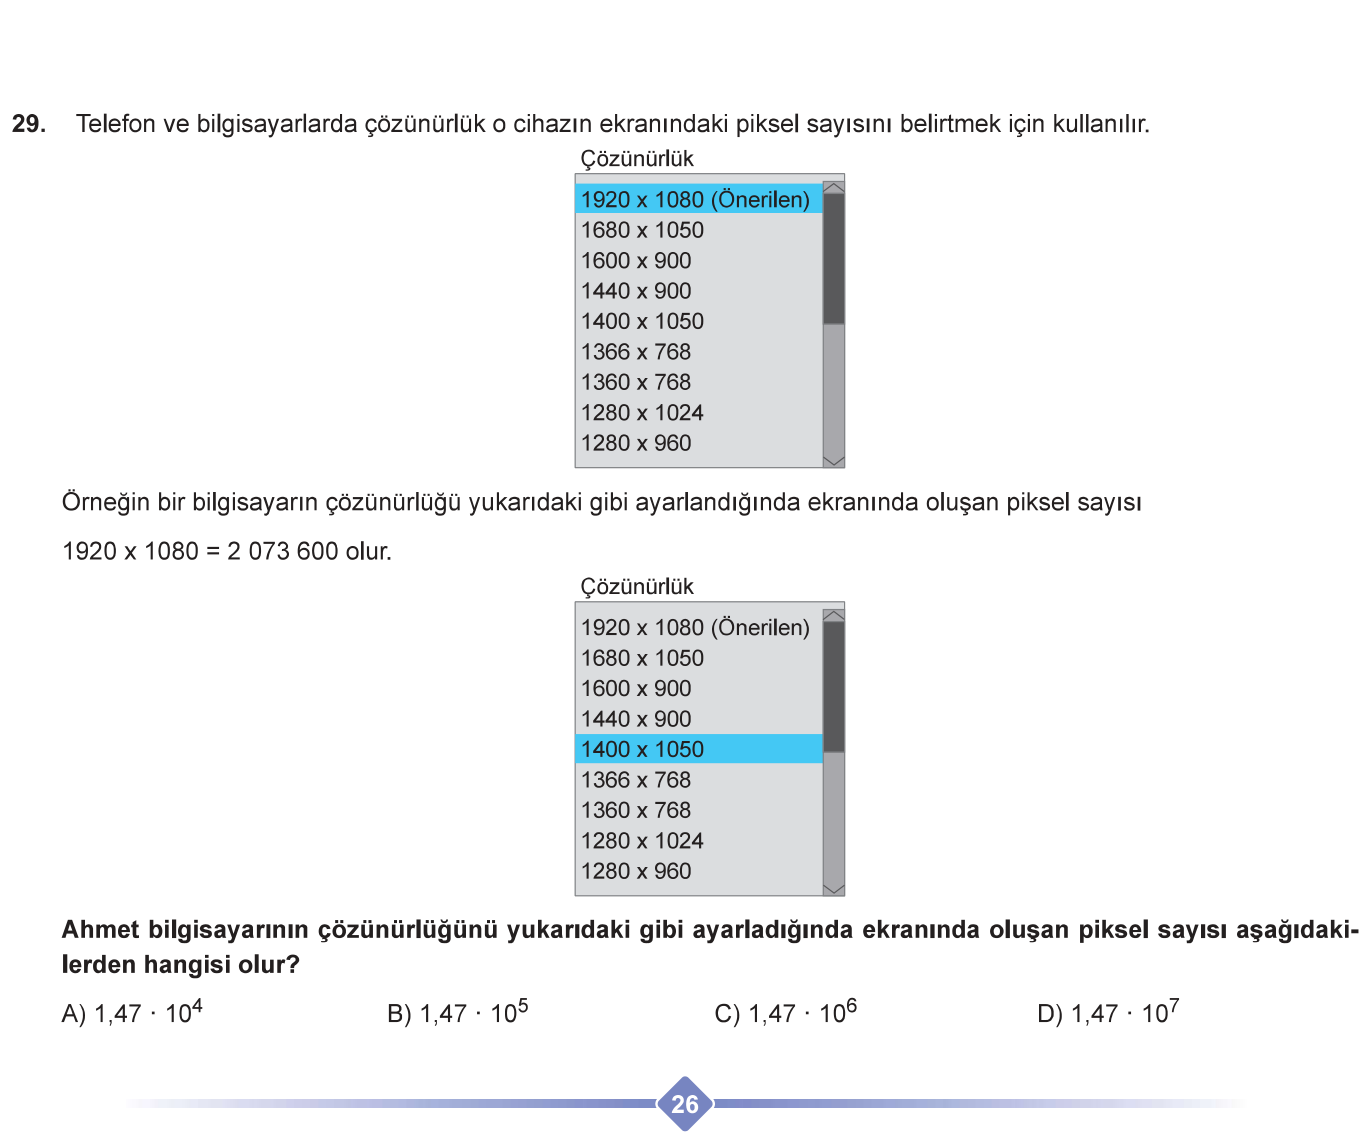 29. Telefon ve bilgisayarlarda çözünürlük o cihazın ekranındaki piksel sayısını belirtmek için kullanılır.
Çözünürlük
1920 x 1080 (Önerilen)
1680 x 1050
1600 x 900
1440 x 900
1400 x 1050
1366 x 768
1360 x 768
1280 x 1024
1280 x 960
Örneğin bir bilgisayarın çözünürlüğü yukarıdaki gibi ayarlandığında ekranında oluşan piksel sayısı
1920 x 1080 = 2 073 600 olur.
Çözünürlük
1920 x 1080 (Önerilen)
1680 x 1050
1600 x 900
1440 x 900
1400 x 1050
1366 x 768
1360 x 768
1280 x 1024
1280 x 960
Ahmet bilgisayarının çözünürlüğünü yukarıdaki gibi ayarladığında ekranında oluşan piksel sayısı aşağıdaki-
lerden hangisi olur?
A) 1,47 · 10⁴ B) 1,47 · 10⁵ C) 1,47 · 10⁶ D) 1,47 · 10⁷
26